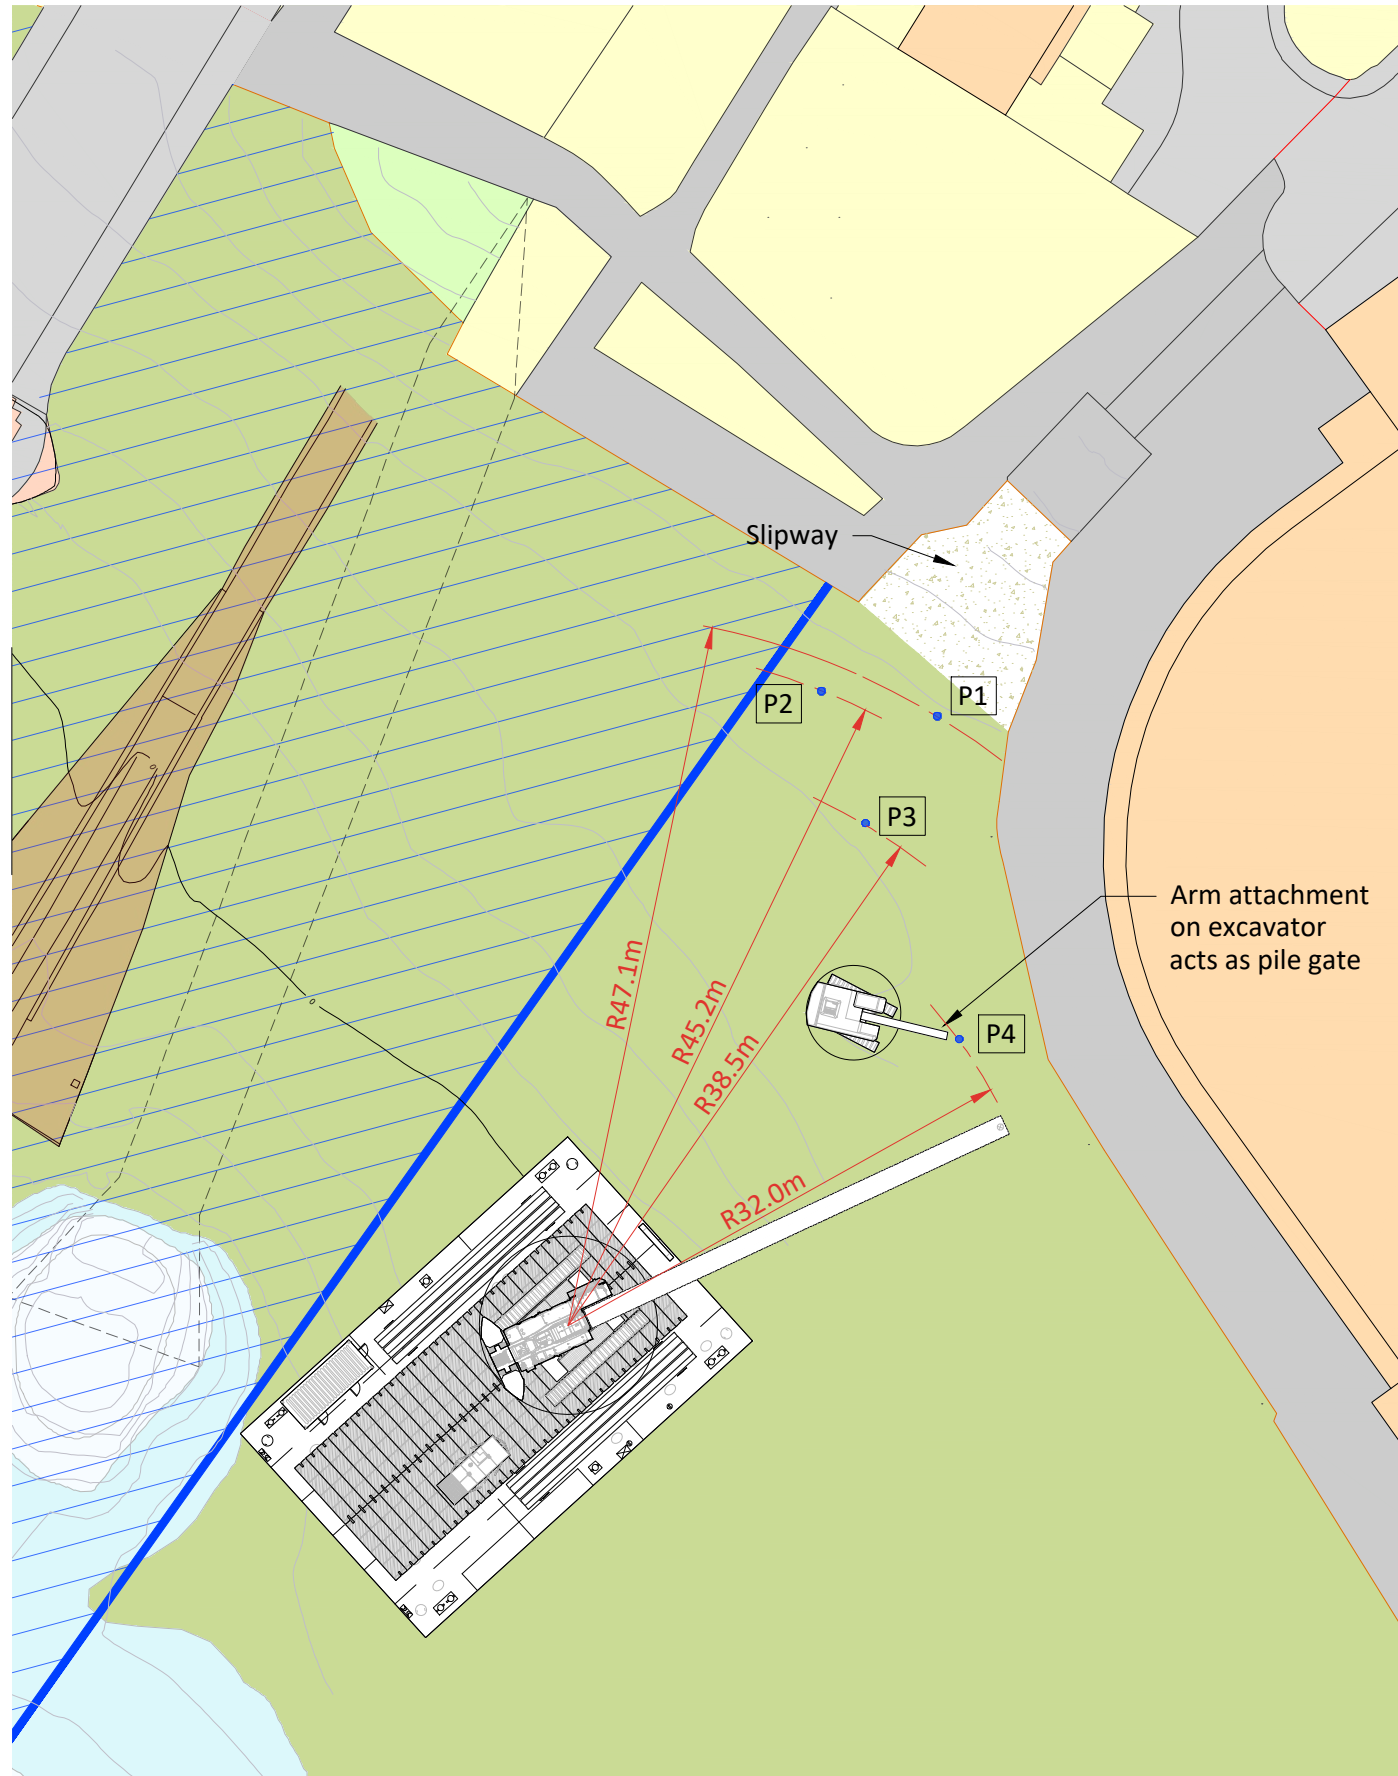 Slipway
P1
P2
P3
Arm attachment
on excavator
acts as pile gate
R47.1m
R45.2m
R38.5m
P4
R32.0m